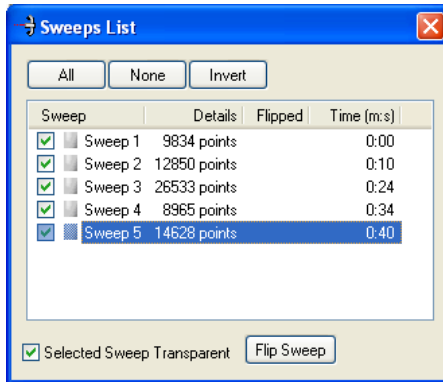 Sweeps List
All None Invert
Sweep Details Flipped Time (m:s)
Sweep 1 9834 points 0:00
Sweep 2 12850 points 0:10
Sweep 3 26533 points 0:24
Sweep 4 8965 points 0:34
Sweep 5 14628 points 0:40
Selected Sweep Transparent Flip Sweep